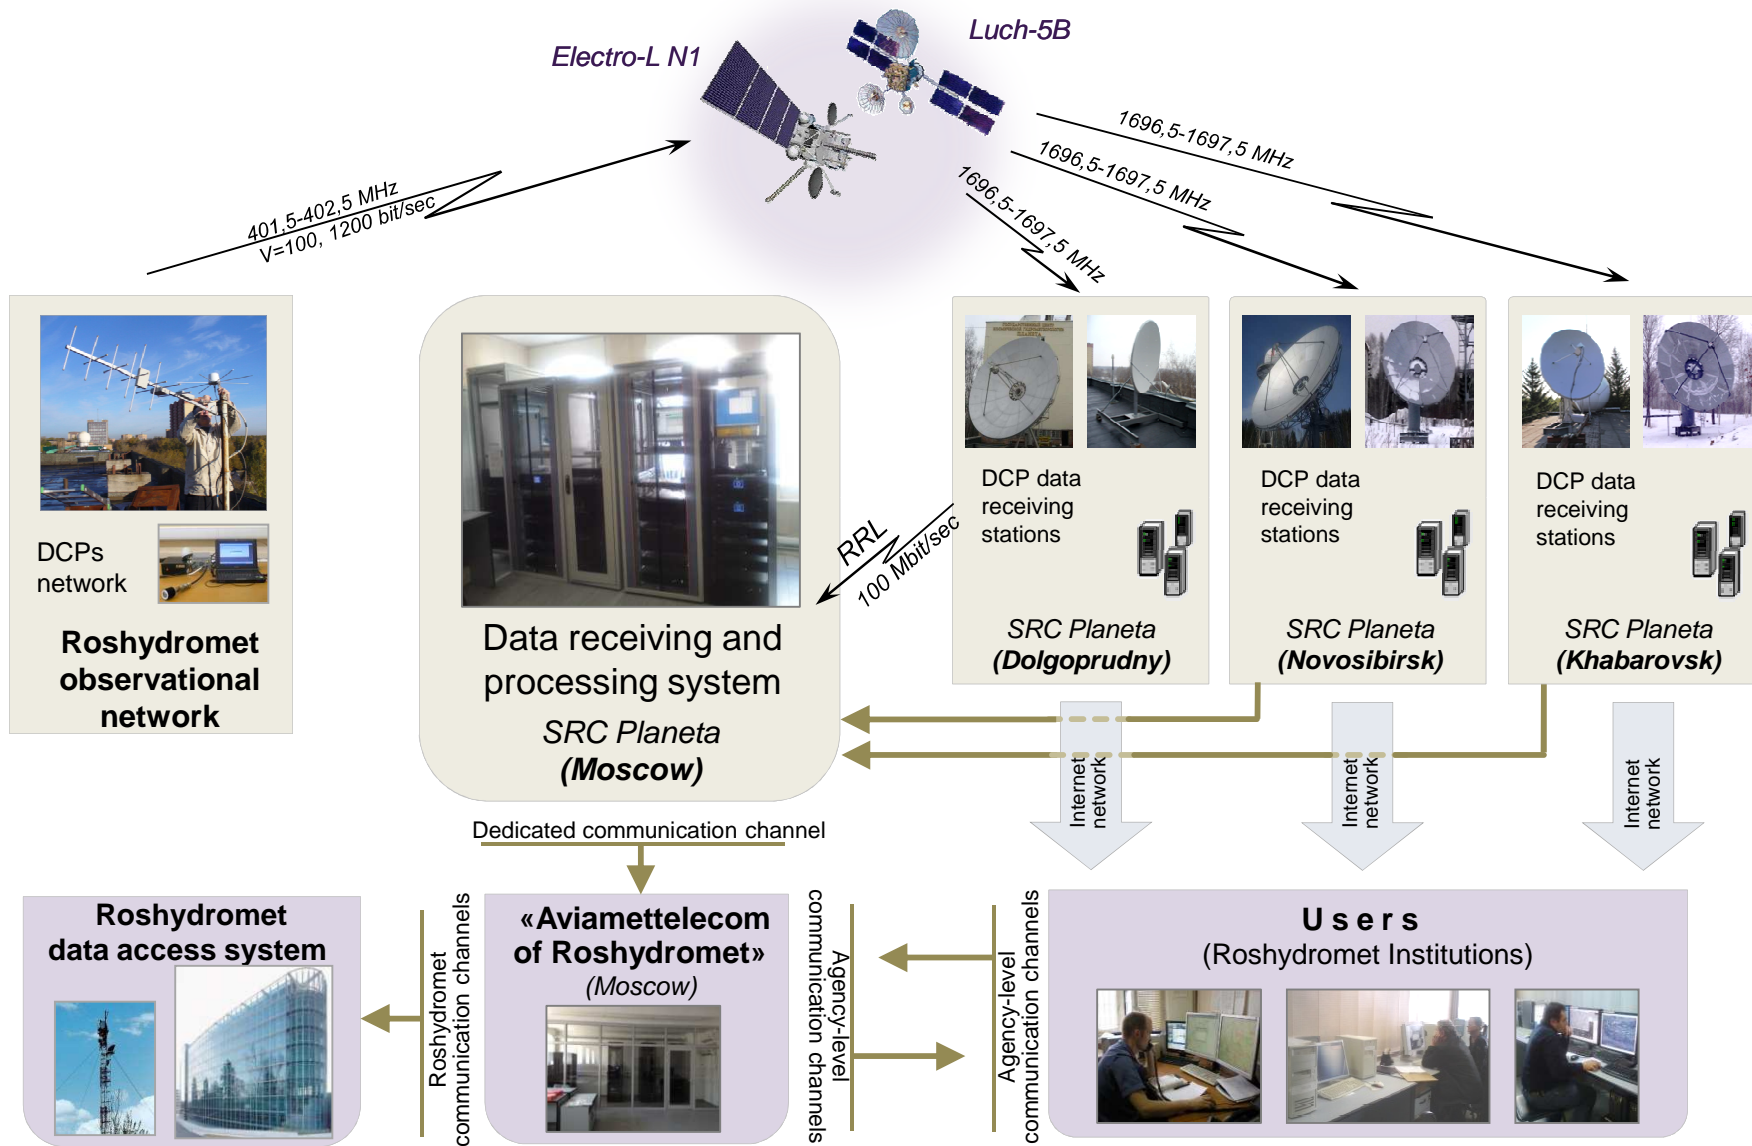 Luch-5B
Electro-L N1
401,5-402,5 MHz
V=100, 1200 bit/sec
1696,5-1697,5 MHz
1696,5-1697,5 MHz
1696,5-1697,5 MHz
DCPs
network
Roshydromet
observational
network
Data receiving and
processing system
SRC Planeta
(Moscow)
RRL
100 Mbit/sec
DCP data
receiving
stations
SRC Planeta
(Dolgoprudny)
DCP data
receiving
stations
SRC Planeta
(Novosibirsk)
DCP data
receiving
stations
SRC Planeta
(Khabarovsk)
Internet
network
Internet
network
Internet
network
Dedicated communication channel
Roshydromet
data access system
Roshydromet
communication channels
«Aviamettelecom
of Roshydromet»
(Moscow)
Agency-level
communication channels
Agency-level
communication channels
Users
(Roshydromet Institutions)